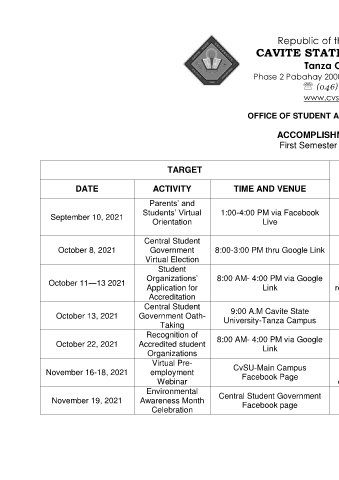 Republic of th
CAVITE STATE
Tanza C
Phase 2 Pabahay 2000
☏ (046)
www.cvs
OFFICE OF STUDENT A
ACCOMPLISHM
First Semester
TARGET
DATE ACTIVITY TIME AND VENUE
September 10, 2021
Parents' and
Students' Virtual
Orientation
1:00-4:00 PM via Facebook
Live
October 8, 2021
Central Student
Government
Virtual Election
8:00-3:00 PM thru Google Link
October 11—13 2021
Student
Organizations'
Application for
Accreditation
8:00 AM- 4:00 PM via Google
Link
October 13, 2021
Central Student
Government Oath-
Taking
9:00 A.M Cavite State
University-Tanza Campus
October 22, 2021
Recognition of
Accredited student
Organizations
8:00 AM- 4:00 PM via Google
Link
November 16-18, 2021
Virtual Pre-
employment
Webinar
CvSU-Main Campus
Facebook Page
November 19, 2021
Environmental
Awareness Month
Celebration
Central Student Government
Facebook page